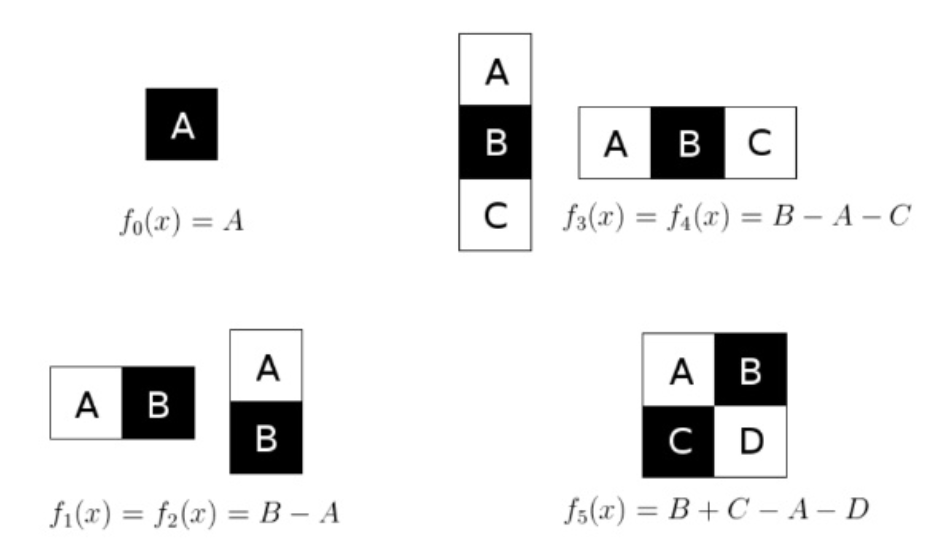 A
f₀(x) = A
A
B
C
A B C
f₃(x) = f₄(x) = B − A − C
A B
A
B
f₁(x) = f₂(x) = B − A
A B
C D
f₅(x) = B + C − A − D